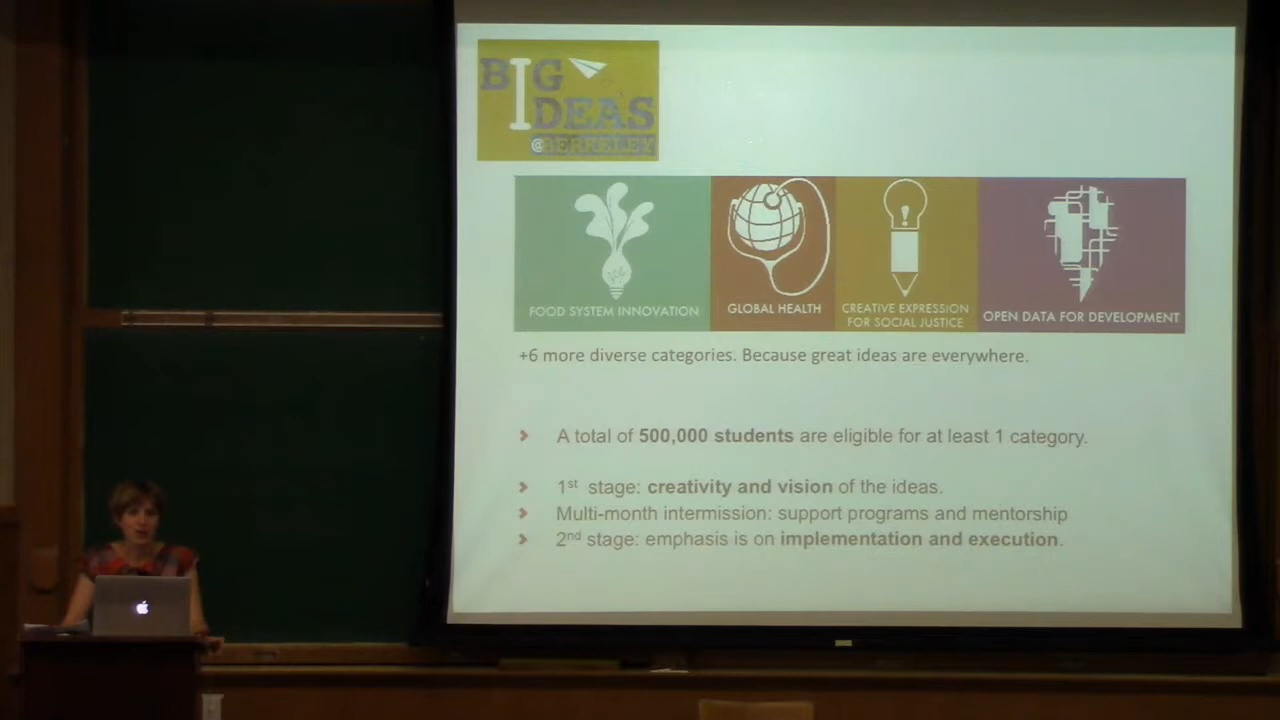 BIG
IDEAS
@BERKELEY
FOOD SYSTEM INNOVATION
GLOBAL HEALTH
CREATIVE EXPRESSION
FOR SOCIAL JUSTICE
OPEN DATA FOR DEVELOPMENT
+6 more diverse categories. Because great ideas are everywhere.
A total of 500,000 students are eligible for at least 1 category.
1st stage: creativity and vision of the ideas.
Multi-month intermission: support programs and mentorship
2nd stage: emphasis is on implementation and execution.